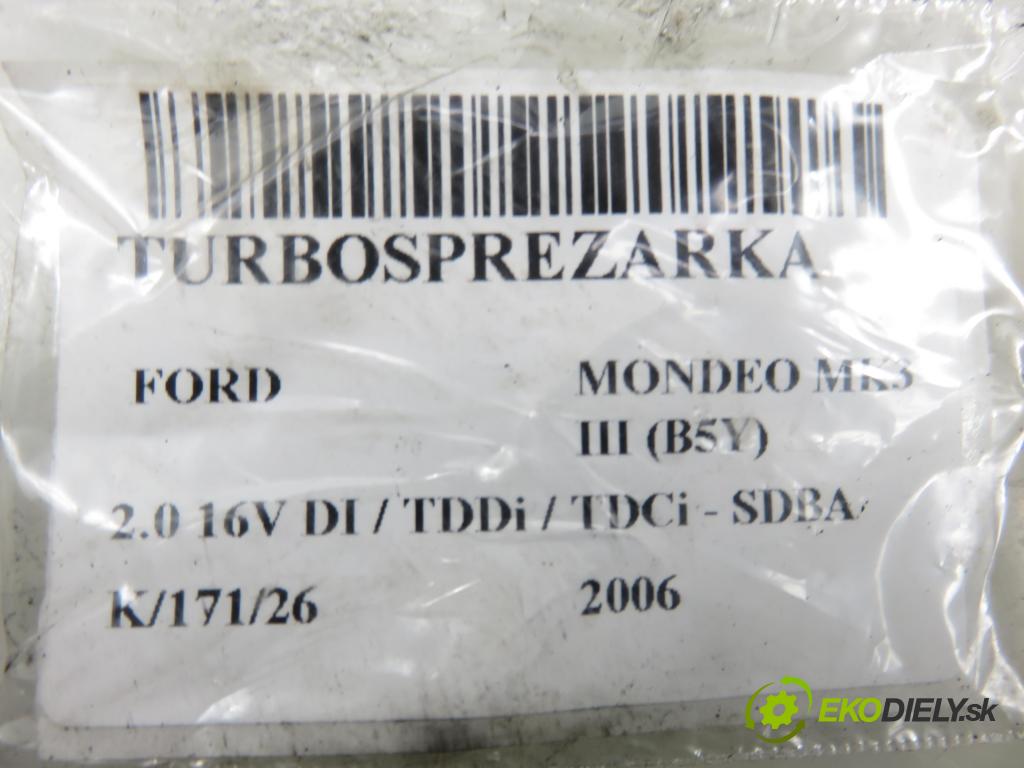 TURBOSPREZARKA
FORD MONDEO MK3
III (B5Y)
2.0 16V DI / TDDi / TDCi - SDBA
K/171/26 2006
EKODIELY.sk